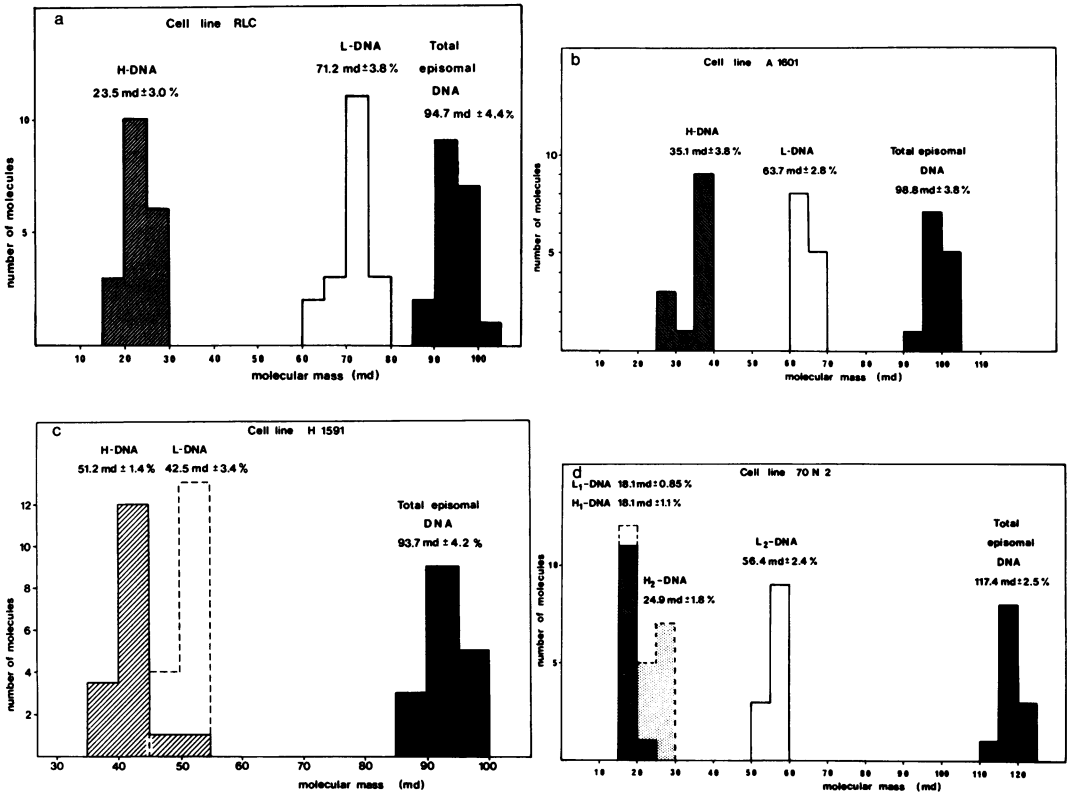 a
Cell line RLC
H-DNA
23.5 md±3.0 %
L-DNA
71.2 md±3.8 %
Total
episomal
DNA
94.7 md ±4,4%
number of molecules
10
5
10 20 30 40 50 60 70 80 90 100
molecular mass (md)
b
Cell line A 1601
H-DNA
35.1 md±3.8 %
L-DNA
63.7 md±2.8 %
Total episomal
DNA
98.8 md±3.8 %
number of molecules
10
5
10 20 30 40 50 60 70 80 90 100 110
molecular mass (md)
c
Cell line H 1591
H-DNA
51.2 md ± 1.4 %
L-DNA
42.5 md ±3.4 %
Total episomal
DNA
93.7 md ± 4.2 %
number of molecules
12
10
8
6
4
2
30 40 50 60 70 80 90 100
molecular mass (md)
d
Cell line 70 N 2
L1-DNA 18.1md±0.85 %
H1-DNA 18.1md±1.1 %
H2-DNA
24.9 md±1.8 %
L2-DNA
56.4 md±2.4 %
Total
episomal
DNA
117.4 md±2.5 %
number of molecules
10
5
10 20 30 40 50 60 70 80 90 100 110 120
molecular mass (md)